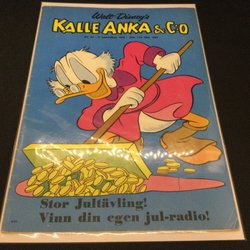 Walt Disney's
KALLE ANKA & C:O
Stor Jultävling!
Vinn din egen jul-radio!